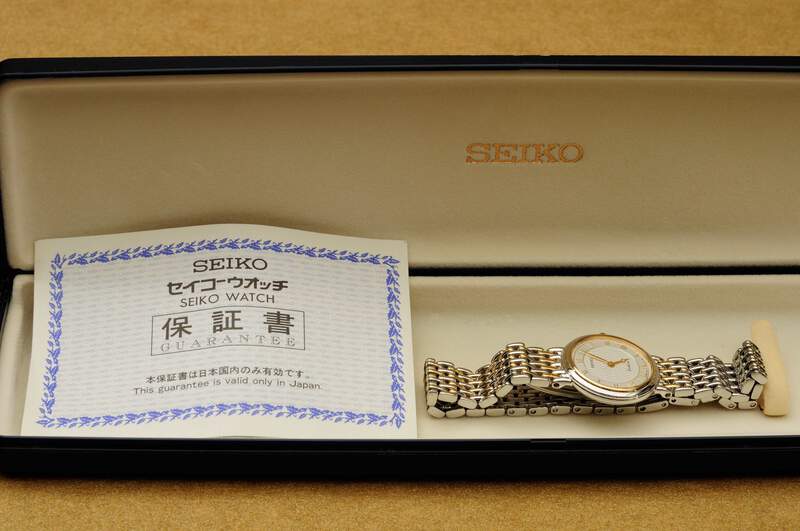 SEIKO
SEIKO
セイコーウオッチ
SEIKO WATCH
保証書
GUARANTEE
本保証書は日本国内のみ有効です。
This guarantee is valid only in Japan.